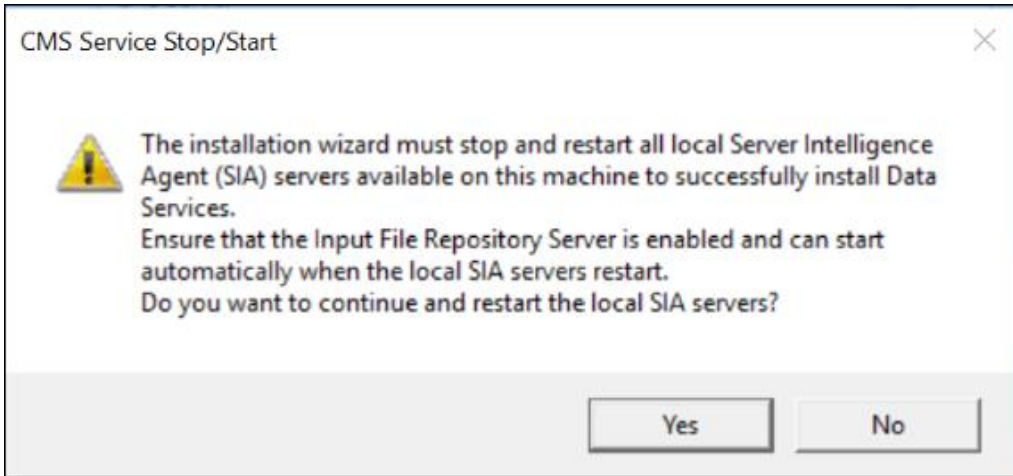 CMS Service Stop/Start
The installation wizard must stop and restart all local Server Intelligence
Agent (SIA) servers available on this machine to successfully install Data
Services.
Ensure that the Input File Repository Server is enabled and can start
automatically when the local SIA servers restart.
Do you want to continue and restart the local SIA servers?
Yes
No